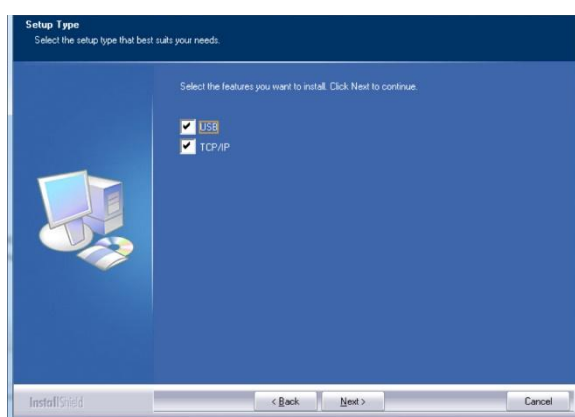 Setup Type
Select the setup type that best suits your needs.
Select the features you want to install. Click Next to continue.
USB
TCP/IP
InstallShield
< Back
Next >
Cancel